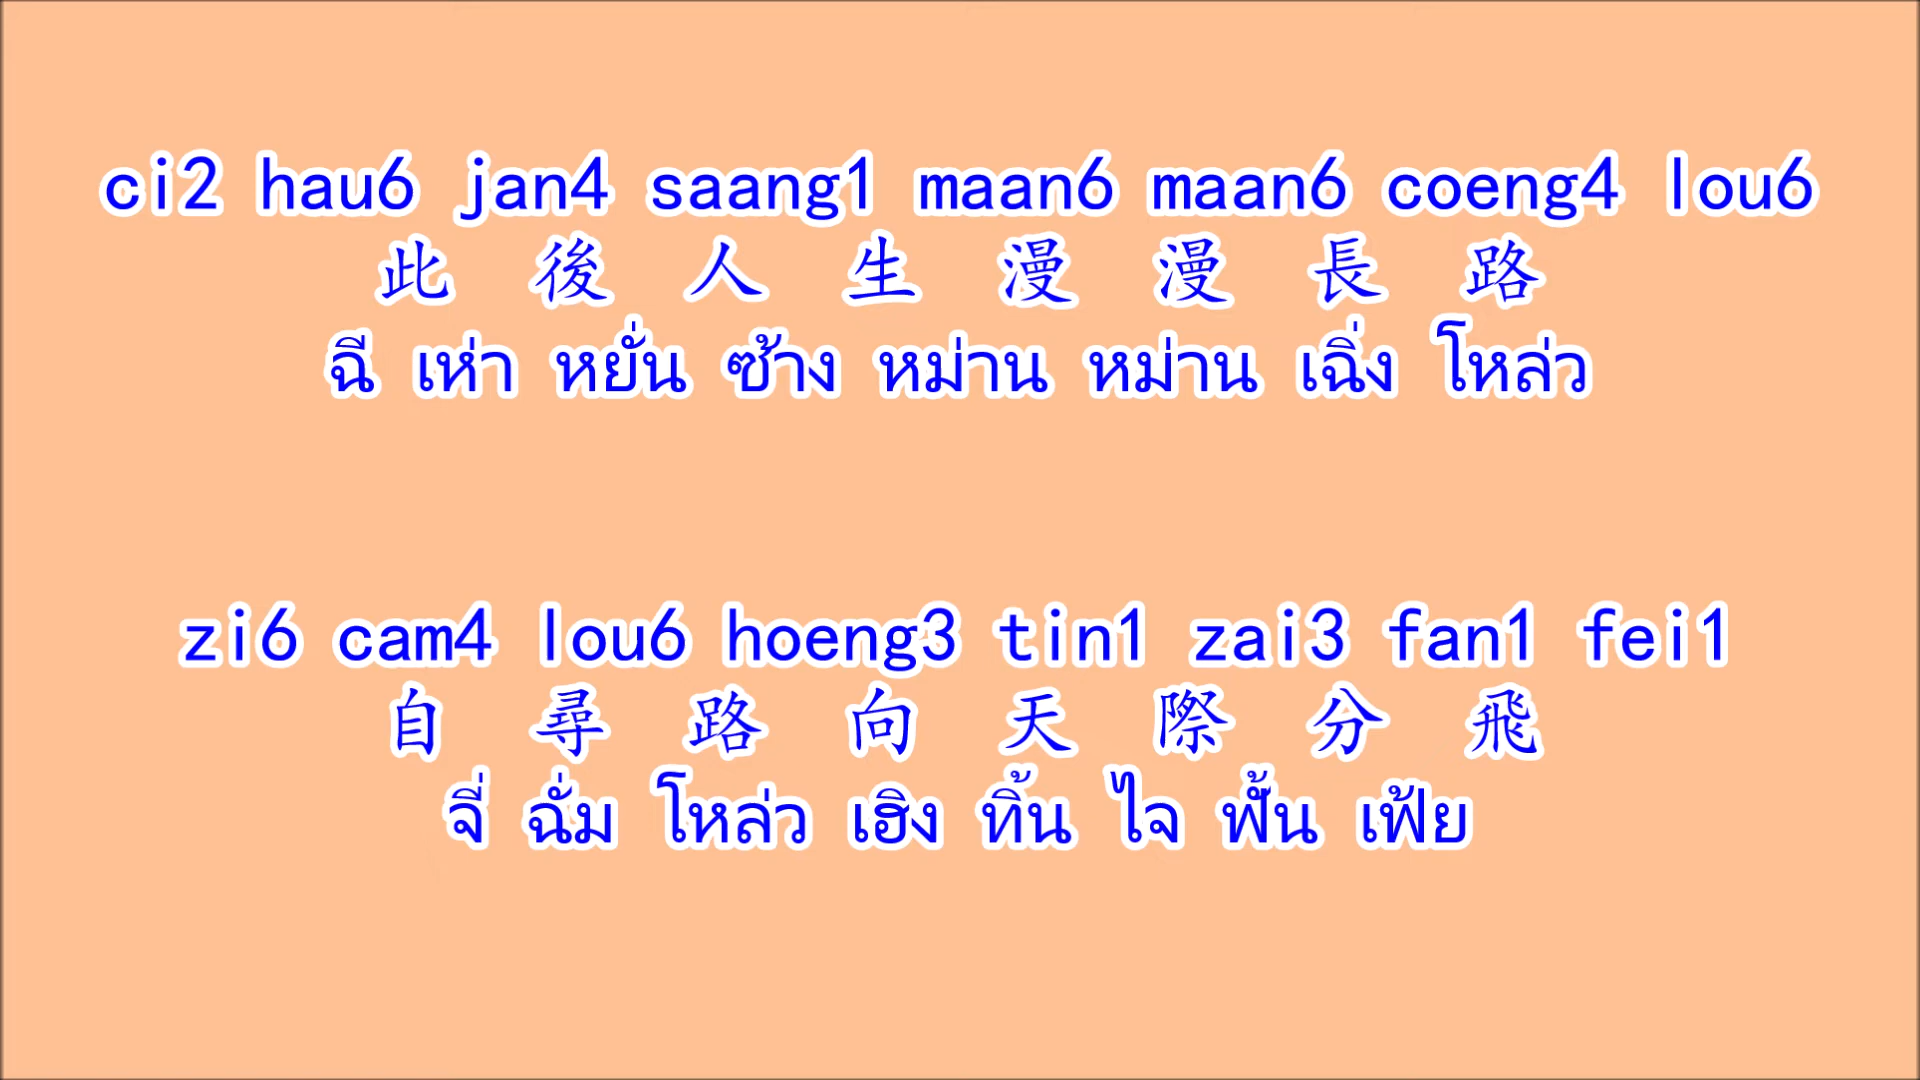 ci2 hau6 jan4 saang1 maan6 maan6 coeng4 lou6
此 後 人 生 漫 漫 長 路
ฉี เห่า หยั่น ซ้าง หม่าน หม่าน เฉิ่ง โหล่ว
zi6 cam4 lou6 hoeng3 tin1 zai3 fan1 fei1
自 尋 路 向 天 際 分 飛
จี่ ฉั่ม โหล่ว เฮิง ทิ้น ไจ ฟั้น เฟ้ย